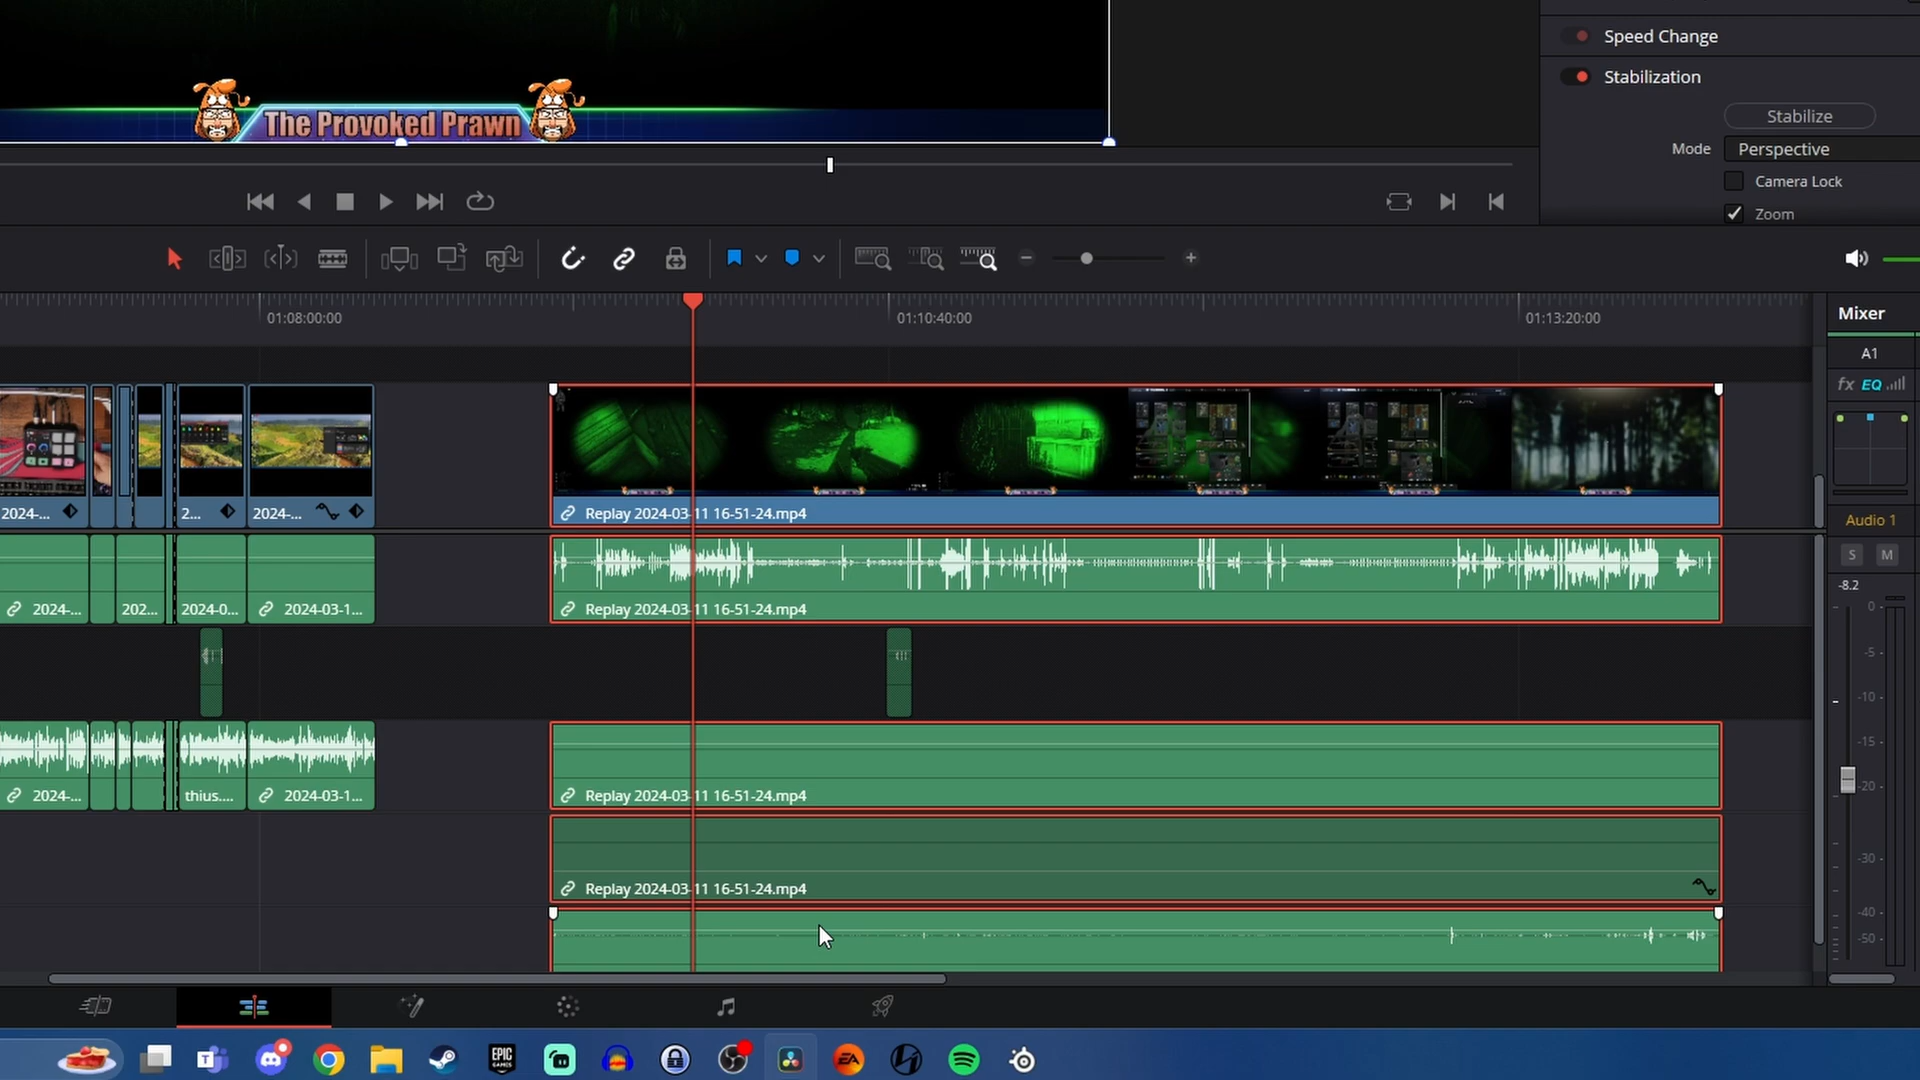 Speed Change
Stabilization
Stabilize
Mode
Perspective
Camera Lock
Zoom
The Provoked Prawn
01:08:00:00
01:10:40:00
01:13:20:00
Mixer
A1
fx EQ
2024-...
2...
2024-...
Replay 2024-03-11 16-51-24.mp4
Audio 1
S M
-8.2
2024-...
202...
2024-0...
2024-03-1...
Replay 2024-03-11 16-51-24.mp4
0
-5
-10
-15
-20
-30
-40
-50
2024-...
thius....
2024-03-1...
Replay 2024-03-11 16-51-24.mp4
Replay 2024-03-11 16-51-24.mp4
T
EPIC
GAMES
EA